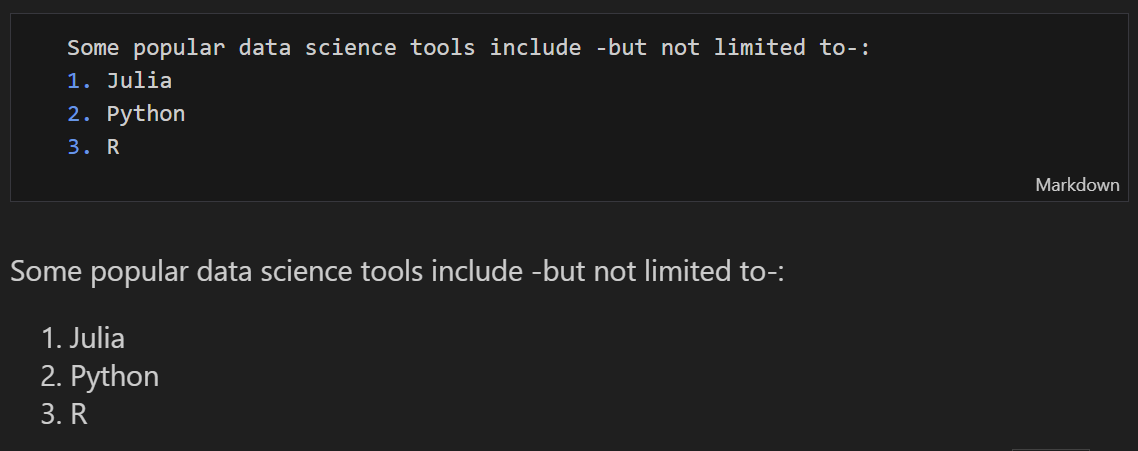 Some popular data science tools include -but not limited to-:
1. Julia
2. Python
3. R
Markdown
Some popular data science tools include -but not limited to-:
1. Julia
2. Python
3. R